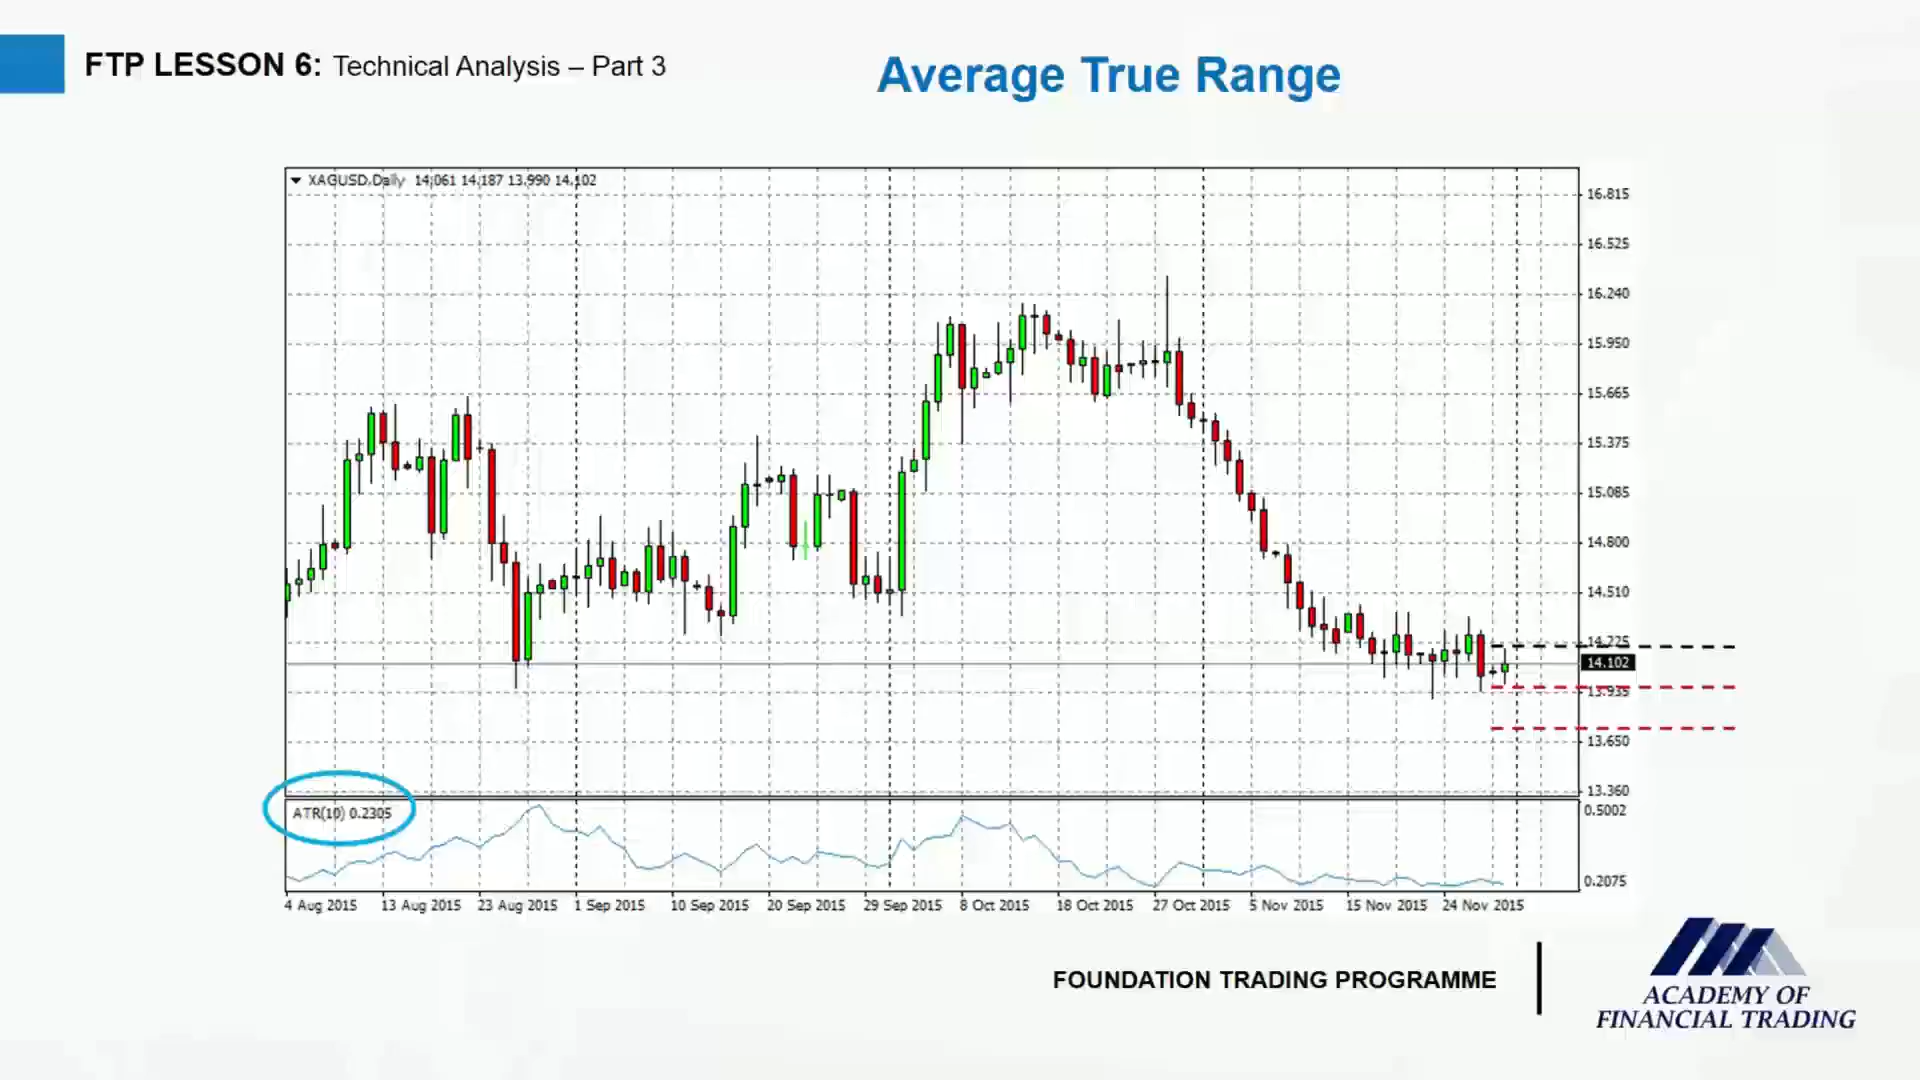 FTP LESSON 6: Technical Analysis – Part 3
Average True Range
XAGUSD,Daily 14.061 14.187 13.990 14.102
16.815
16.525
16.240
15.950
15.665
15.375
15.085
14.800
14.510
14.225
14.102
13.935
13.650
13.360
ATR(10) 0.2305
0.5002
0.2075
4 Aug 2015 13 Aug 2015 23 Aug 2015 1 Sep 2015 10 Sep 2015 20 Sep 2015 29 Sep 2015 8 Oct 2015 18 Oct 2015 27 Oct 2015 5 Nov 2015 15 Nov 2015 24 Nov 2015
FOUNDATION TRADING PROGRAMME
ACADEMY OF
FINANCIAL TRADING